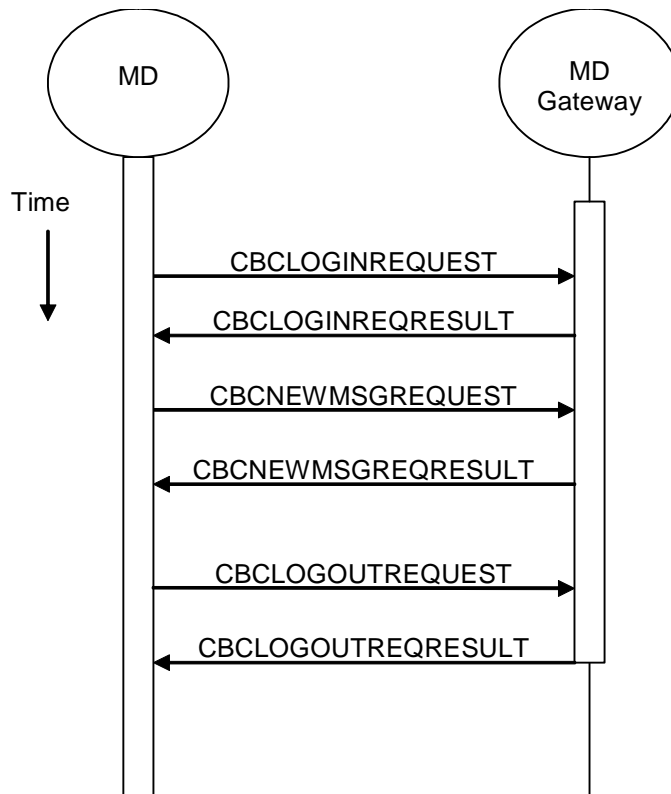 MD
MD
Gateway
Time
CBCLOGINREQUEST
CBCLOGINREQRESULT
CBCNEWMSGREQUEST
CBCNEWMSGREQRESULT
CBCLOGOUTREQUEST
CBCLOGOUTREQRESULT